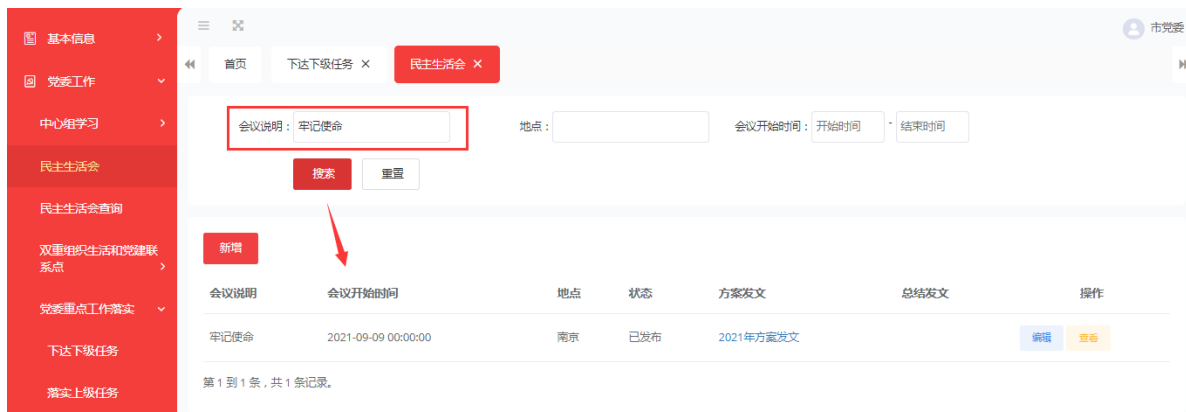 基本信息
市党委
党委工作
首页
下达下级任务
民主生活会
中心组学习
会议说明：
牢记使命
地点：
会议开始时间：
开始时间
-
结束时间
民主生活会
搜索
重置
民主生活会查询
双重组织生活和党建联
系点
新增
党委重点工作落实
会议说明
会议开始时间
地点
状态
方案发文
总结发文
操作
下达下级任务
牢记使命
2021-09-09 00:00:00
南京
已发布
2021年方案发文
编辑
查看
落实上级任务
第 1 到 1 条，共 1 条记录。